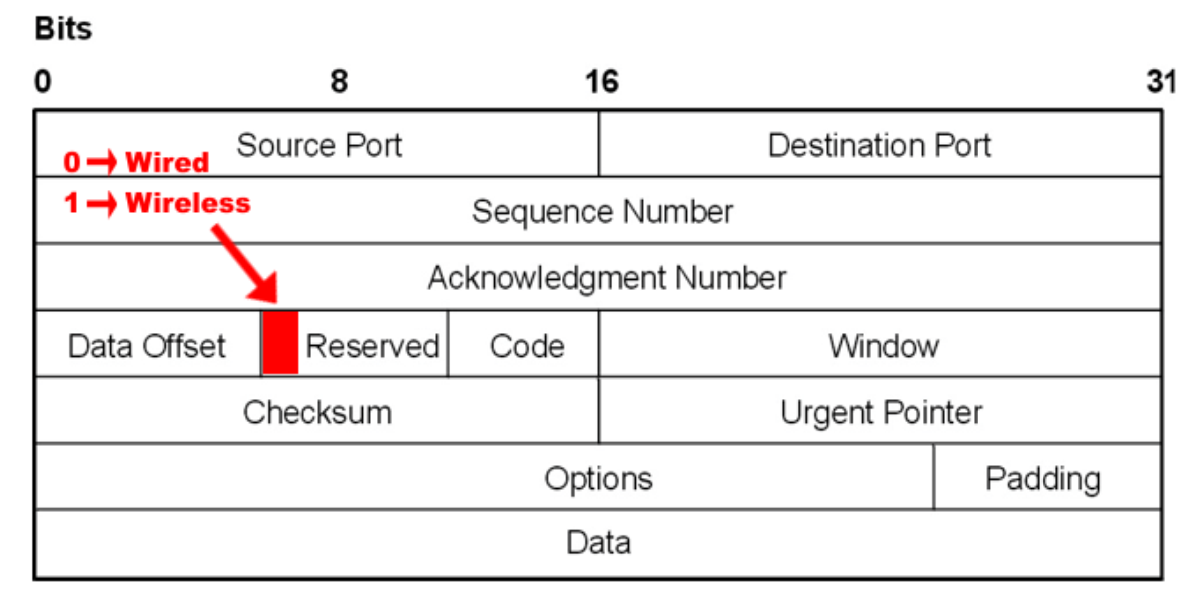 Bits
0 8 16 31
Source Port Destination Port
0 → Wired
1 → Wireless
Sequence Number
Acknowledgment Number
Data Offset Reserved Code Window
Checksum Urgent Pointer
Options Padding
Data